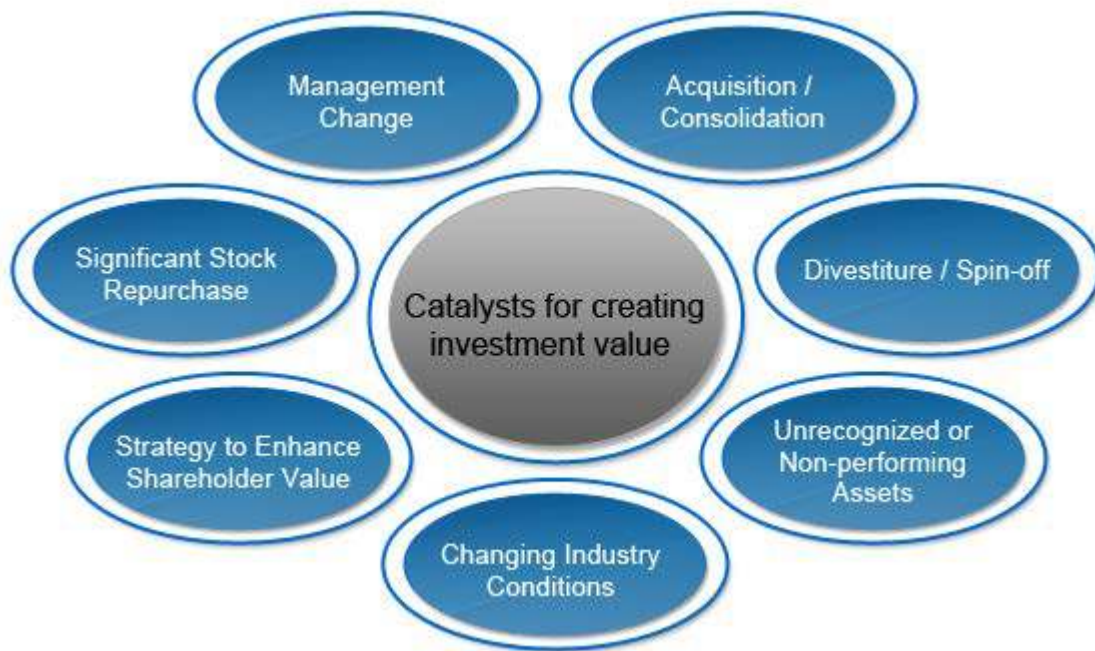 Management
Change
Acquisition /
Consolidation
Significant Stock
Repurchase
Catalysts for creating
investment value
Divestiture / Spin-off
Strategy to Enhance
Shareholder Value
Unrecognized or
Non-performing
Assets
Changing Industry
Conditions